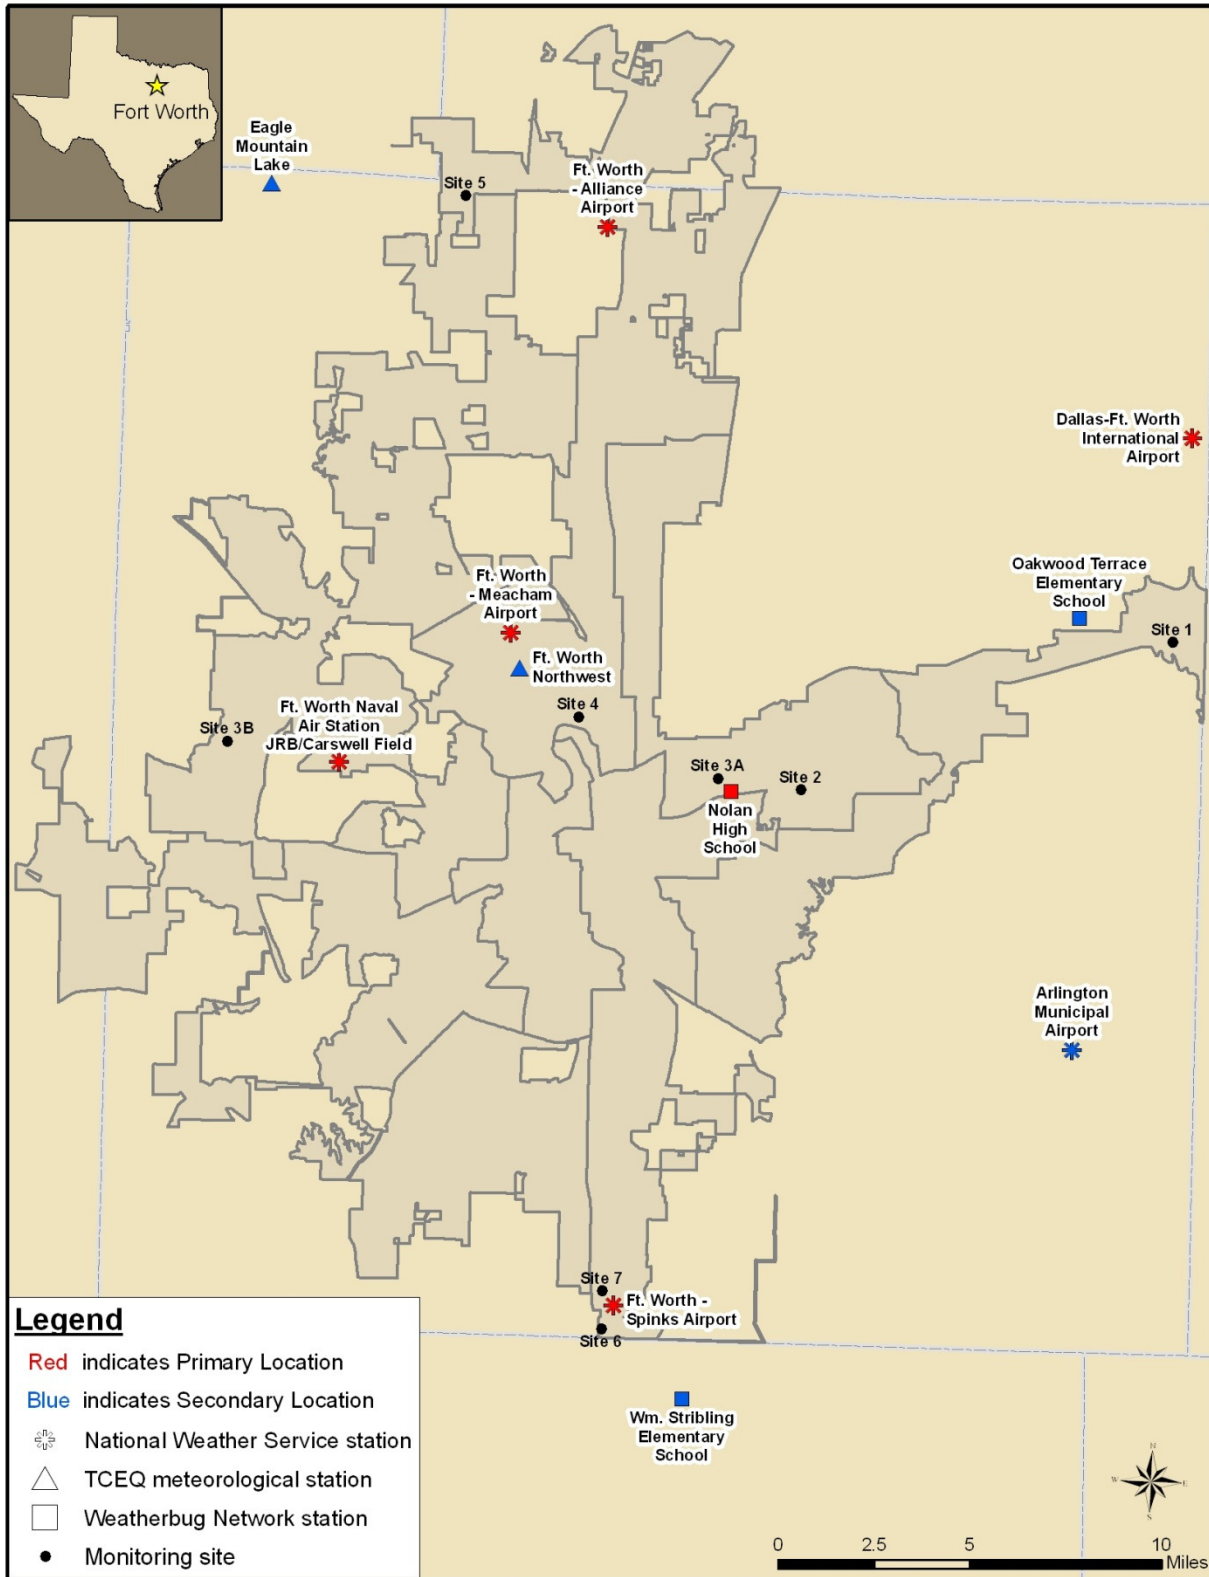 Fort Worth
Eagle
Mountain
Lake
Site 5
Ft. Worth
- Alliance
Airport
Dallas-Ft. Worth
International
Airport
Oakwood Terrace
Elementary
School
Site 1
Ft. Worth
- Meacham
Airport
Ft. Worth
Northwest
Site 4
Ft. Worth Naval
Air Station
JRB/Carswell Field
Site 3B
Site 3A
Site 2
Nolan
High
School
Arlington
Municipal
Airport
Site 7
Ft. Worth -
Spinks Airport
Site 6
Wm. Stribling
Elementary
School
Legend
Red indicates Primary Location
Blue indicates Secondary Location
National Weather Service station
TCEQ meteorological station
Weatherbug Network station
Monitoring site
N
W
E
S
0 2.5 5 10
Miles